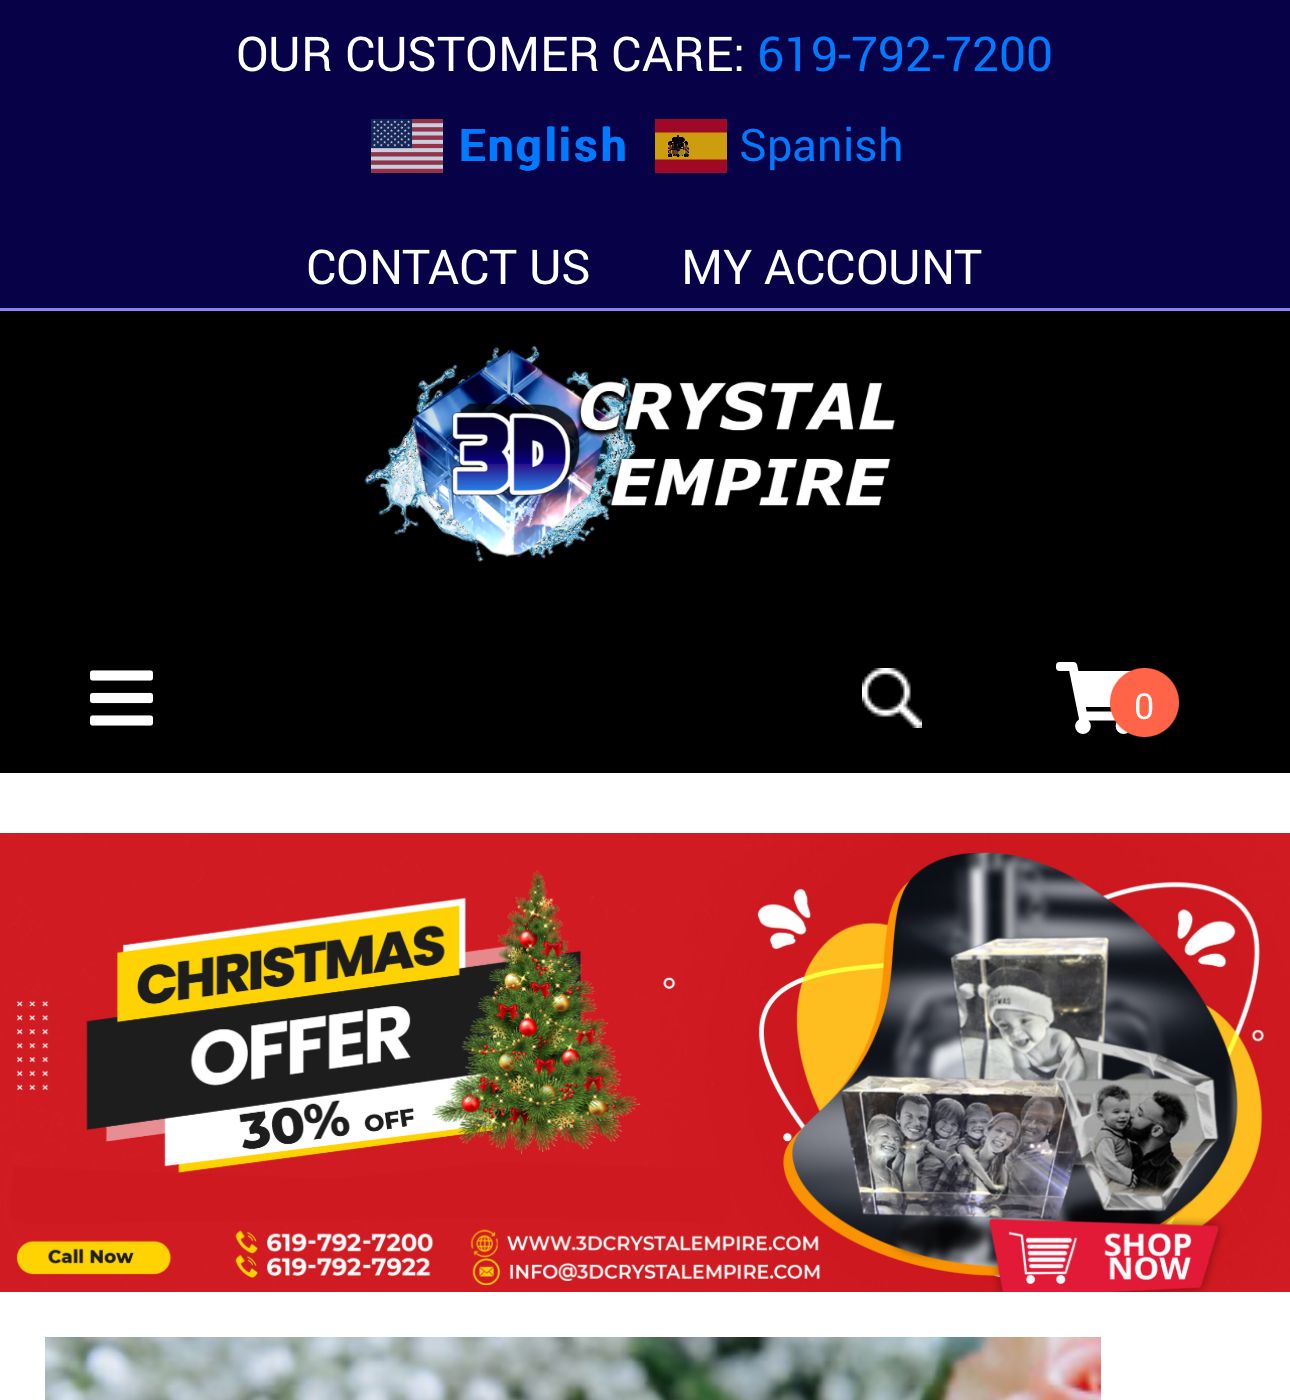 OUR CUSTOMER CARE: 619-792-7200
English Spanish
CONTACT US MY ACCOUNT
3D CRYSTAL
EMPIRE
0
CHRISTMAS
OFFER
30% OFF
Call Now
619-792-7200
619-792-7922
WWW.3DCRYSTALEMPIRE.COM
INFO@3DCRYSTALEMPIRE.COM
SHOP
NOW